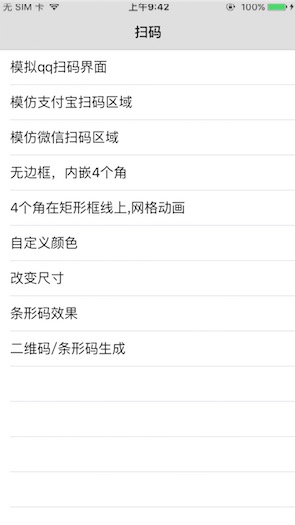 无 SIM 卡 上午9:42 100%
扫码
模拟qq扫码界面
模仿支付宝扫码区域
模仿微信扫码区域
无边框，内嵌4个角
4个角在矩形框线上,网格动画
自定义颜色
改变尺寸
条形码效果
二维码/条形码生成